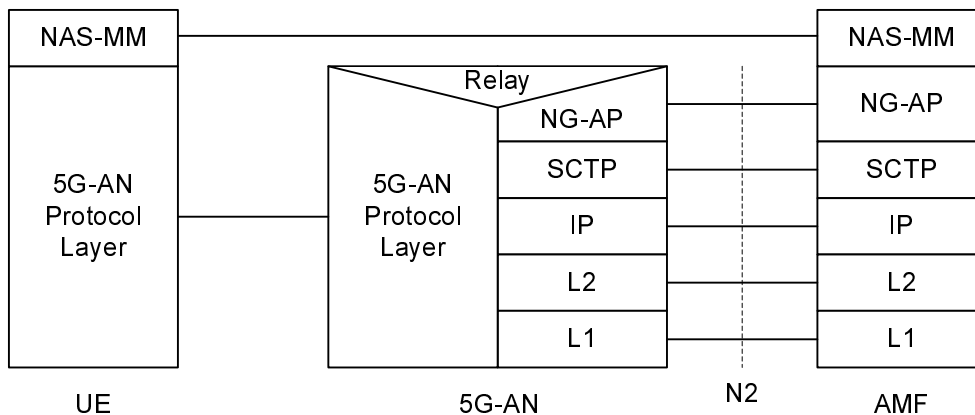 NAS-MM
NAS-MM
Relay
NG-AP
NG-AP
SCTP
SCTP
5G-AN
Protocol
Layer
5G-AN
Protocol
Layer
IP
IP
L2
L2
L1
L1
UE
5G-AN
N2
AMF